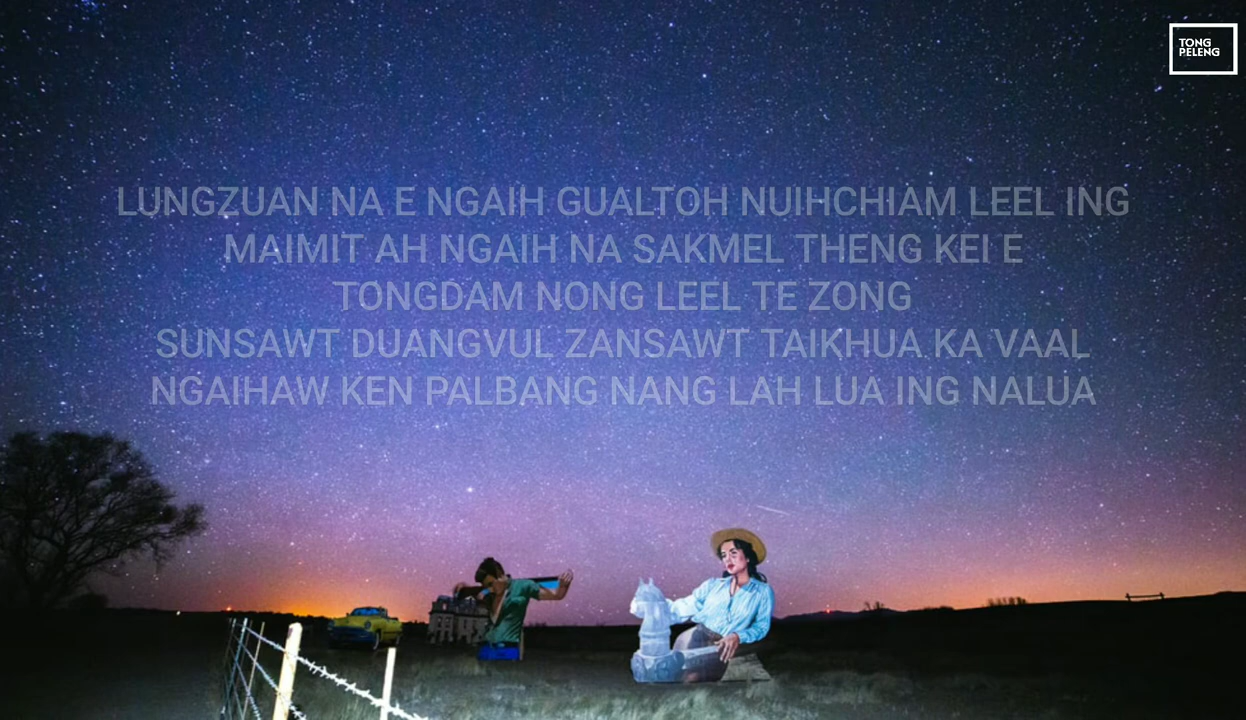 TONG
PELENG
LUNGZUAN NA E NGAIH GUALTOH NUIHCHIAM LEEL ING
MAIMIT AH NGAIH NA SAKMEL THENG KEI E
TONGDAM NONG LEEL TE ZONG
SUNSAWT DUANGVUL ZANSAWT TAIKHUA KA VAAL
NGAIHAW KEN PALBANG NANG LAH LUA ING NALUA